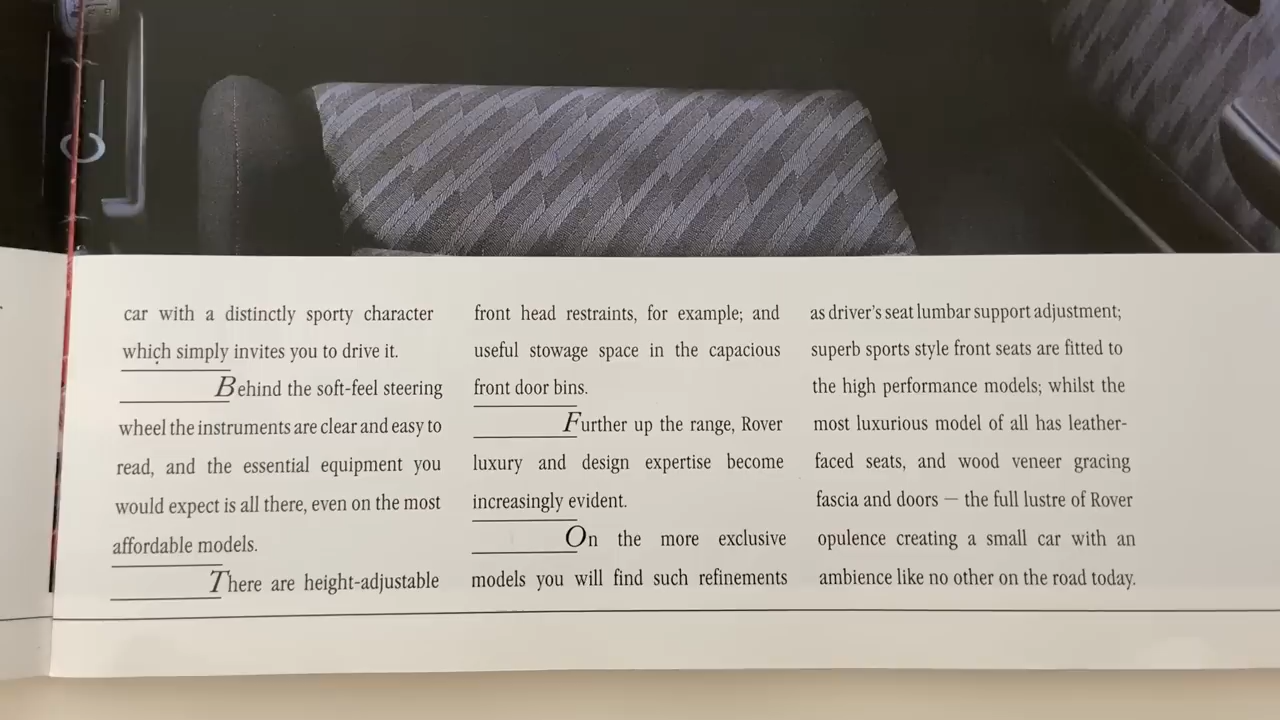 car with a distinctly sporty character
which simply invites you to drive it.
Behind the soft-feel steering
wheel the instruments are clear and easy to
read, and the essential equipment you
would expect is all there, even on the most
affordable models.
There are height-adjustable
front head restraints, for example; and
useful stowage space in the capacious
front door bins.
Further up the range, Rover
luxury and design expertise become
increasingly evident.
On the more exclusive
models you will find such refinements
as driver's seat lumbar support adjustment;
superb sports style front seats are fitted to
the high performance models; whilst the
most luxurious model of all has leather-
faced seats, and wood veneer gracing
fascia and doors — the full lustre of Rover
opulence creating a small car with an
ambience like no other on the road today.